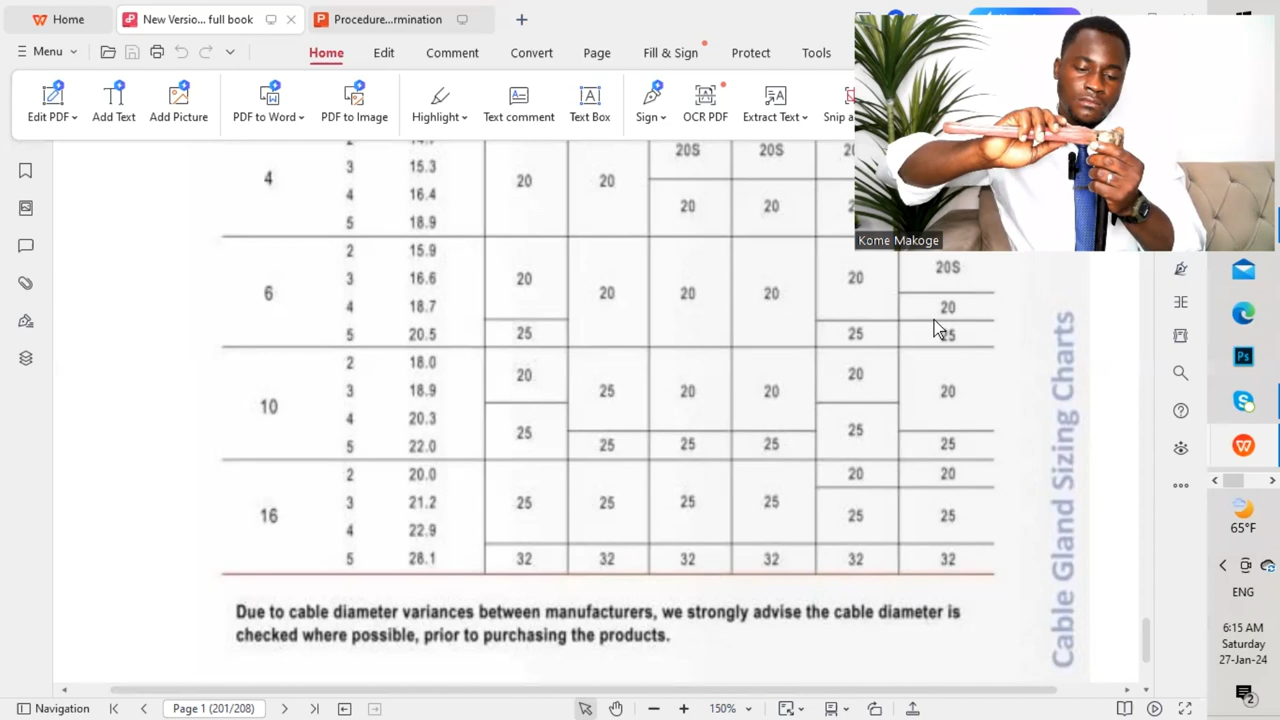 Home
New Versio... full book
Procedure...rmination
Menu
Home
Edit
Comment
Convert
Page
Fill & Sign
Protect
Tools
Edit PDF
Add Text
Add Picture
PDF to Word
PDF to Image
Highlight
Text comment
Text Box
Sign
OCR PDF
Extract Text
Snip a
Kome Makoge
20S 20S
4 3 15.3 20 20
4 16.4
20 20
5 18.9
2 15.9
20S
6 3 16.6 20 20 20 20 20
4 18.7 20
5 20.5 25 25 25
10 2 18.0 20 20
3 18.9 25 20 20 20
4 20.3
25 25
5 22.0 25 25 25 25
16 2 20.0 20 20
3 21.2 25 25 25 25
25 25
4 22.9
5 26.1 32 32 32 32 32 32
Due to cable diameter variances between manufacturers, we strongly advise the cable diameter is
checked where possible, prior to purchasing the products.
Cable Gland Sizing Charts
Ps
65°F
ENG
6:15 AM
Saturday
27-Jan-24
2
Navigation
Page 1 (201/208)
150%